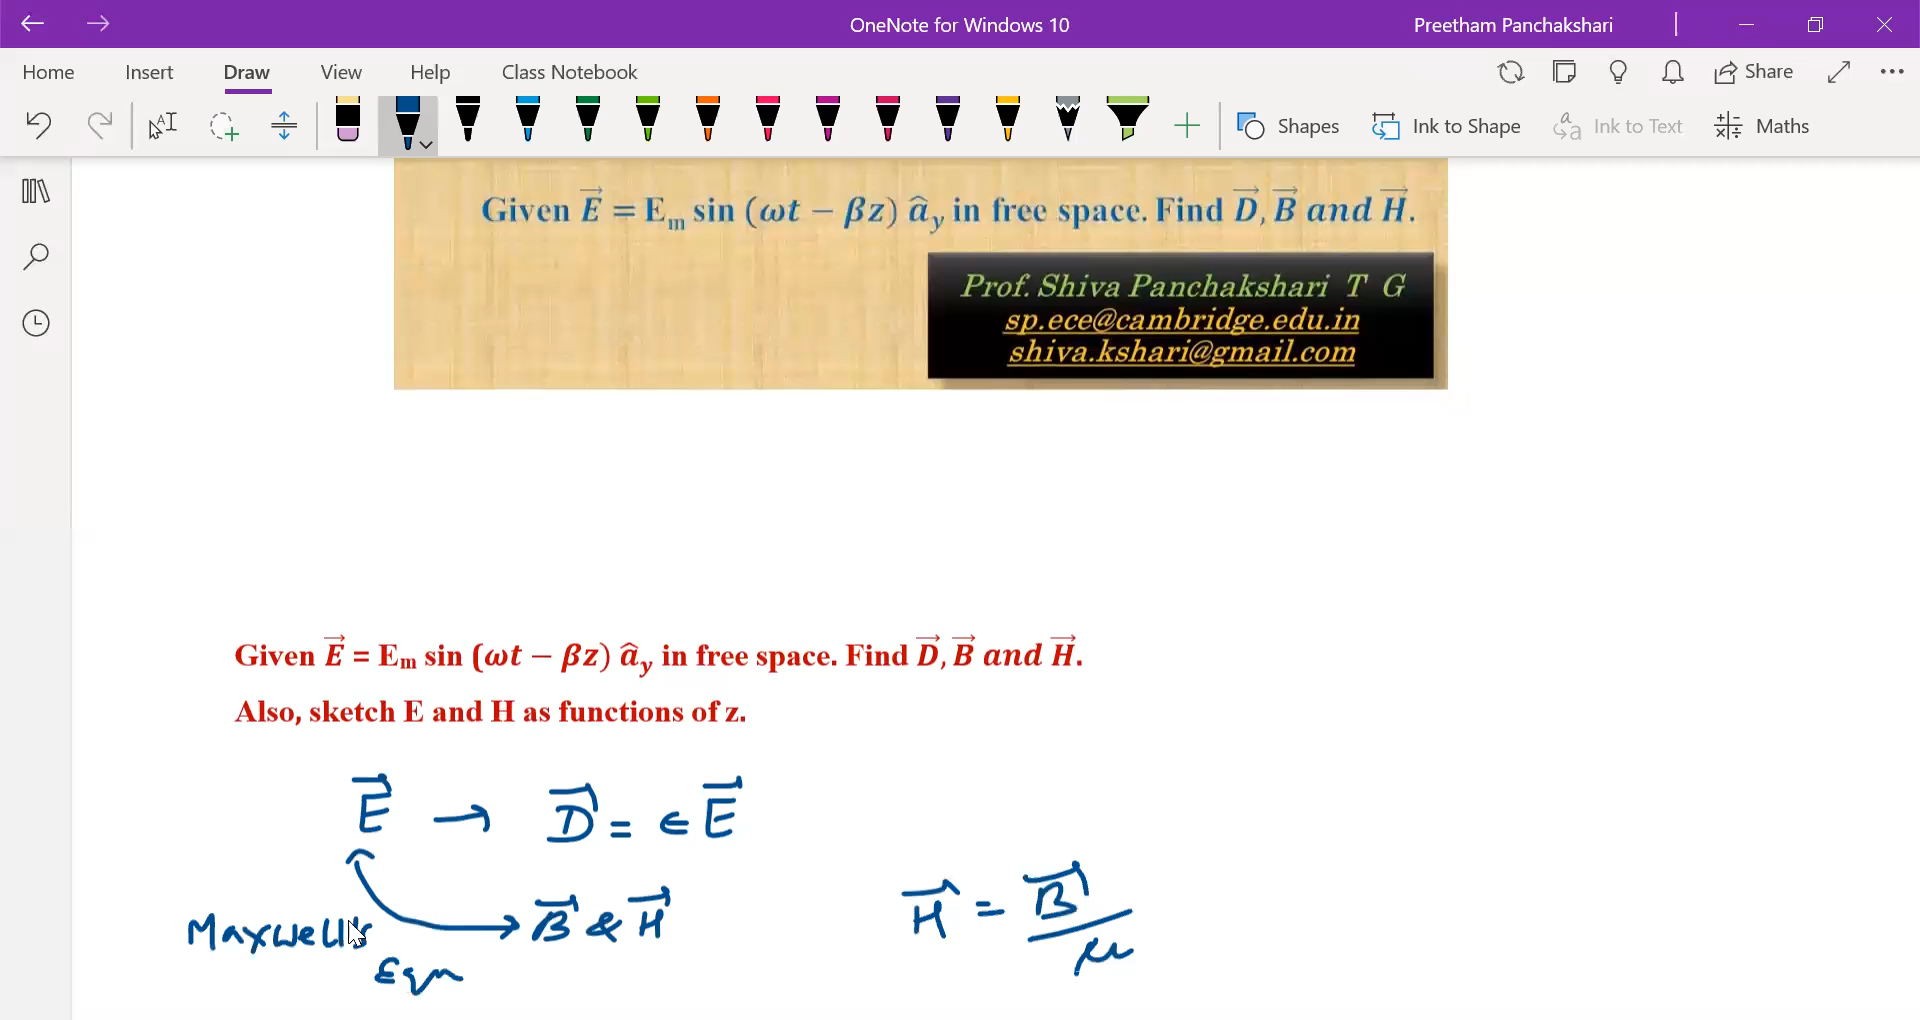 OneNote for Windows 10
Preetham Panchakshari
Home Insert Draw View Help Class Notebook
Share
Shapes Ink to Shape Ink to Text Maths
Given E⃗ = Eₘ sin (ωt − βz) âᵧ in free space. Find D⃗, B⃗ and H⃗.
Prof. Shiva Panchakshari T G
sp.ece@cambridge.edu.in
shiva.kshari@gmail.com
Given E⃗ = Eₘ sin (ωt − βz) âᵧ in free space. Find D⃗, B⃗ and H⃗.
Also, sketch E and H as functions of z.
E⃗ → D⃗ = ∈ E⃗
Maxwell's
Eqn
B⃗ & H⃗
H⃗ = B⃗/μ